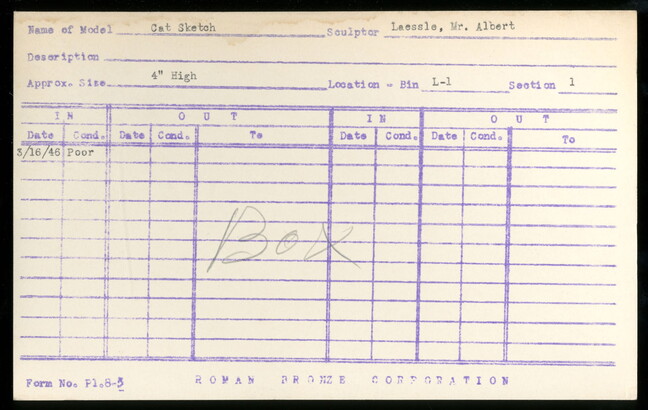 Name of Model Cat Sketch Sculptor Laessle, Mr. Albert
Description
Approx. Size 4" High Location - Bin L-1 Section 1
IN OUT IN OUT
Date Cond. Date Cond. To Date Cond. Date Cond. To
3/16/46 Poor
Box
Form No. P1.8-5 ROMAN BRONZE CORPORATION